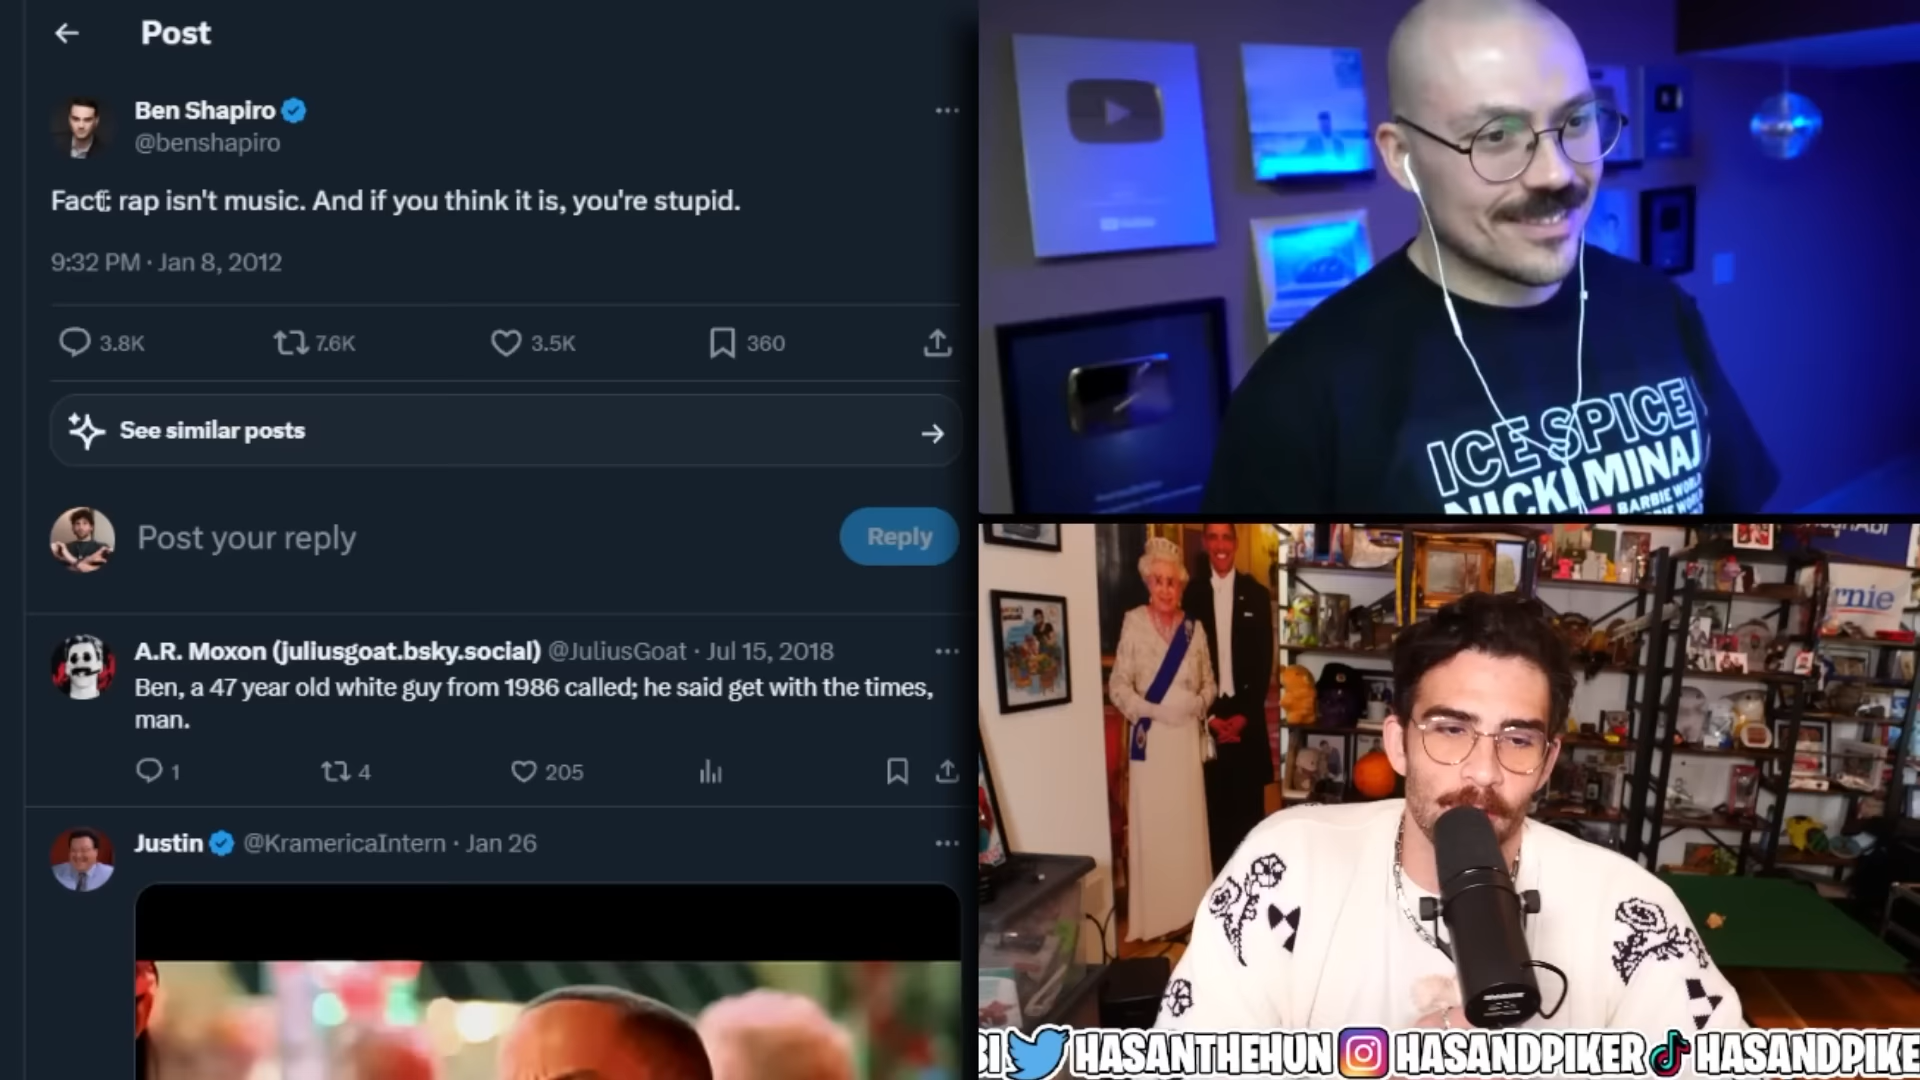 Post
Ben Shapiro
@benshapiro
Fact: rap isn't music. And if you think it is, you're stupid.
9:32 PM · Jan 8, 2012
3.8K 7.6K 3.5K 360
See similar posts
Post your reply
Reply
A.R. Moxon (juliusgoat.bsky.social) @JuliusGoat · Jul 15, 2018
Ben, a 47 year old white guy from 1986 called; he said get with the times,
man.
1 4 205
Justin @KramericaIntern · Jan 26
ICE SPICE
NICKI MINAJ
BARBIE WORLD
rnie
BI HASANTHEHUN HASANDPIKER HASANDPIKE